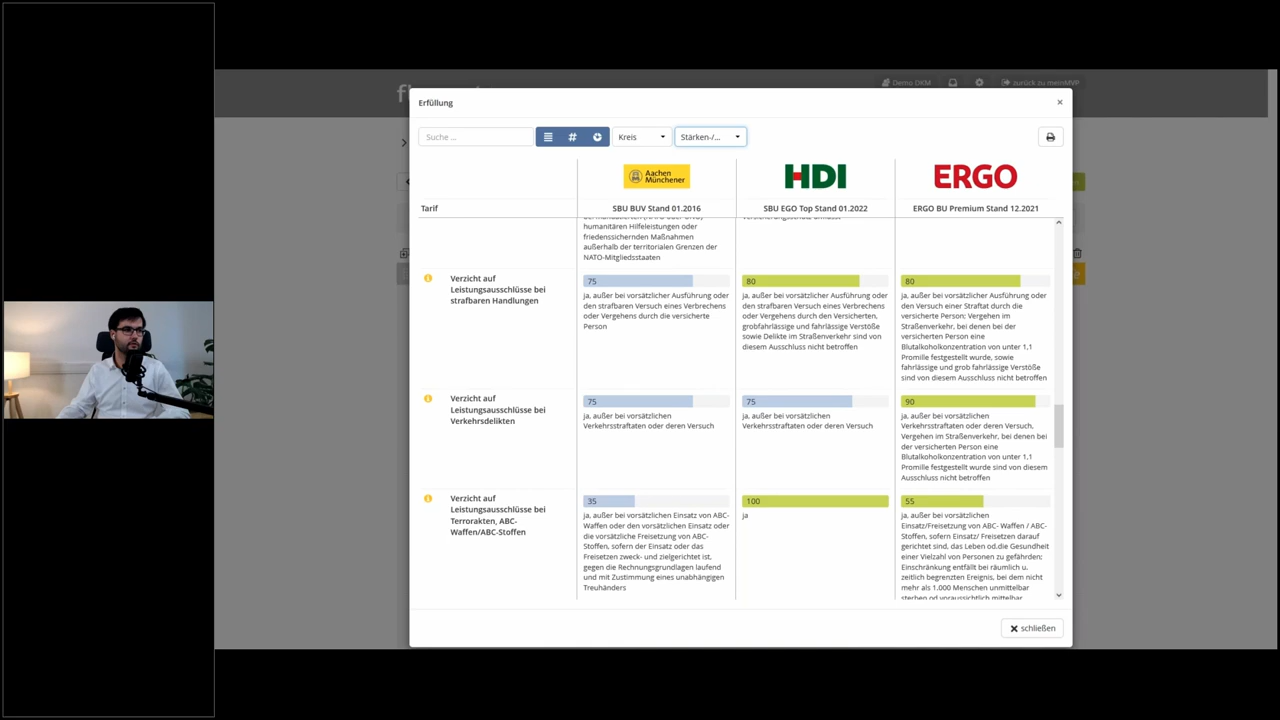 Demo DKM
zurück zu meinMVP
Erfüllung
×
Suche ...
Kreis
Stärken-/...
Aachen
Münchener
HDI
ERGO
Tarif
SBU BUV Stand 01.2016
SBU EGO Top Stand 01.2022
ERGO BU Premium Stand 12.2021
humanitären Hilfeleistungen oder
friedenssichernden Maßnahmen
außerhalb der territorialen Grenzen der
NATO-Mitgliedsstaaten
Verzicht auf
Leistungsausschlüsse bei
strafbaren Handlungen
75
ja, außer bei vorsätzlicher Ausführung oder
den strafbaren Versuch eines Verbrechens
oder Vergehens durch die versicherte
Person
80
ja, außer bei vorsätzlicher Ausführung oder
den strafbaren Versuch eines Verbrechens
oder Vergehens durch den Versicherten,
grobfahrlässige und fahrlässige Verstöße
sowie Delikte im Straßenverkehr sind von
diesem Ausschluss nicht betroffen
80
ja, außer bei vorsätzlicher Ausführung oder
den Versuch einer Straftat durch die
versicherte Person; Vergehen im
Straßenverkehr, bei denen bei der
versicherten Person eine
Blutalkoholkonzentration von unter 1,1
Promille festgestellt wurde, sowie
fahrlässige und grob fahrlässige Verstöße
sind von diesem Ausschluss nicht betroffen
Verzicht auf
Leistungsausschlüsse bei
Verkehrsdelikten
75
ja, außer bei vorsätzlichen
Verkehrsstraftaten oder deren Versuch
75
ja, außer bei vorsätzlichen
Verkehrsstraftaten oder deren Versuch
90
ja, außer bei vorsätzlichen
Verkehrsstraftaten oder deren Versuch,
Vergehen im Straßenverkehr, bei denen bei
der versicherten Person eine
Blutalkoholkonzentration von unter 1,1
Promille festgestellt wurde sind von diesem
Ausschluss nicht betroffen
Verzicht auf
Leistungsausschlüsse bei
Terrorakten, ABC-
Waffen/ABC-Stoffen
35
ja, außer bei vorsätzlichen Einsatz von ABC-
Waffen oder den vorsätzlichen Einsatz oder
die vorsätzliche Freisetzung von ABC-
Stoffen, sofern der Einsatz oder das
Freisetzen zweck- und zielgerichtet ist,
gegen die Rechnungsgrundlagen laufend
und mit Zustimmung eines unabhängigen
Treuhänders
100
ja
55
ja, außer bei vorsätzlichen
Einsatz/Freisetzung von ABC- Waffen / ABC-
Stoffen, sofern Einsatz/ Freisetzen darauf
gerichtet sind, das Leben od.die Gesundheit
einer Vielzahl von Personen zu gefährden;
Einschränkung entfällt bei räumlich u.
zeitlich begrenzten Ereignis, bei dem nicht
mehr als 1.000 Menschen unmittelbar
sterben od voraussichtlich mittelbar
schließen